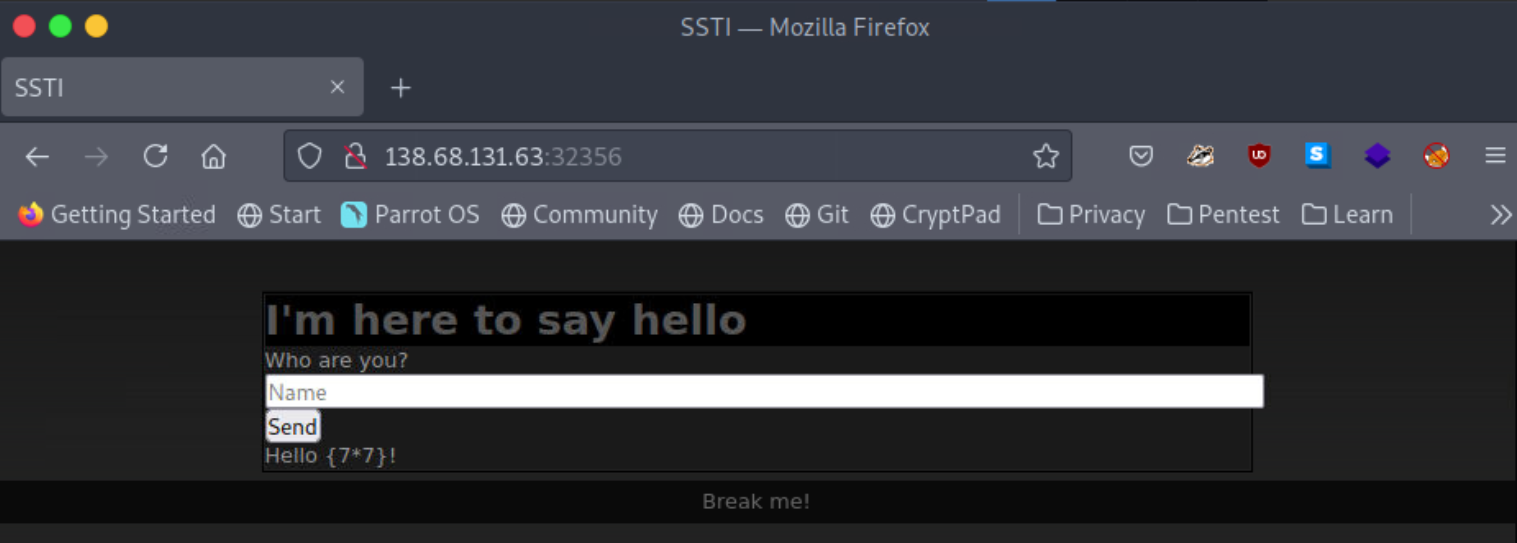 SSTI — Mozilla Firefox
SSTI
138.68.131.63:32356
Getting Started Start Parrot OS Community Docs Git CryptPad Privacy Pentest Learn
I'm here to say hello
Who are you?
Name
Send
Hello {7*7}!
Break me!